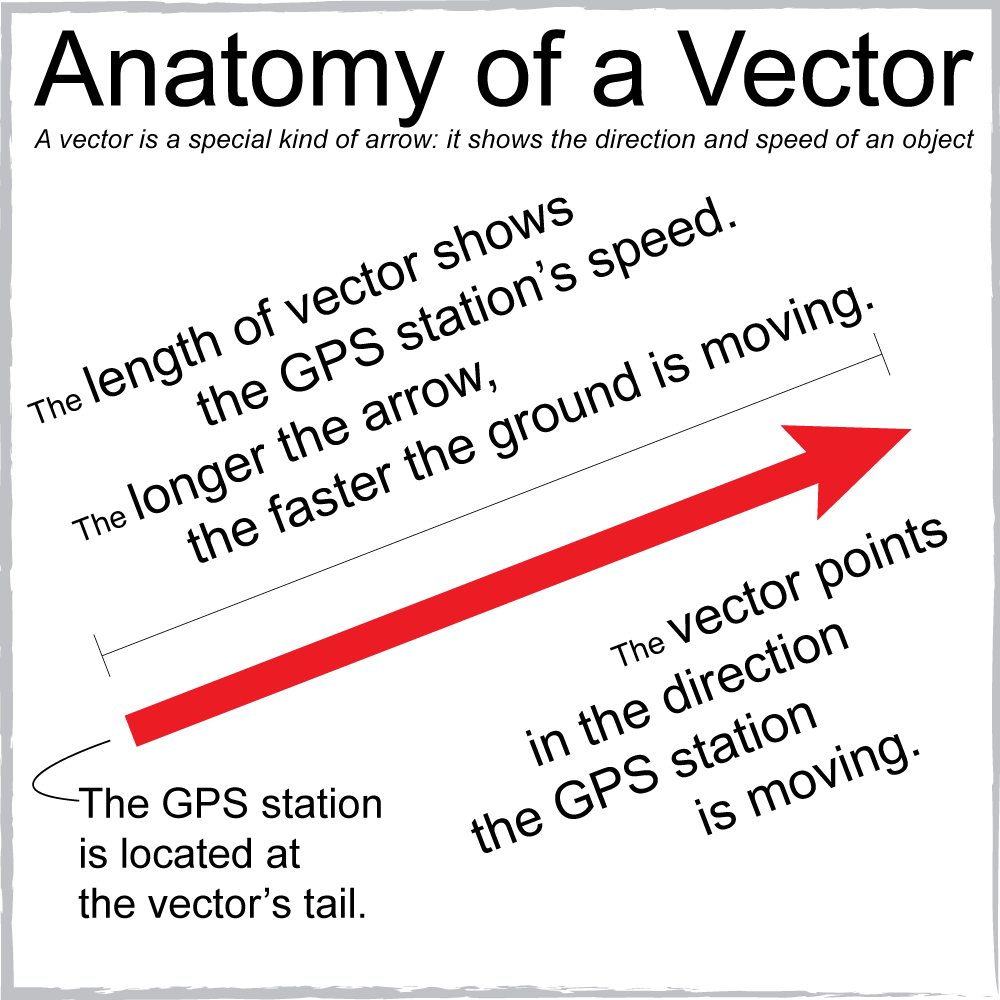 Anatomy of a Vector
A vector is a special kind of arrow: it shows the direction and speed of an object
The length of vector shows
the GPS station’s speed.
The longer the arrow,
the faster the ground is moving.
The vector points
in the direction
the GPS station
is moving.
The GPS station
is located at
the vector’s tail.